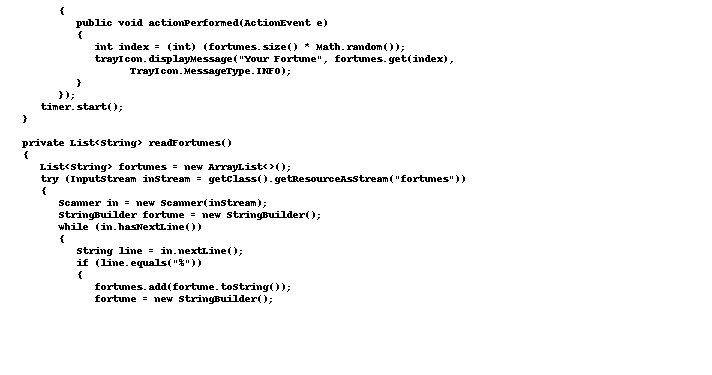 {
public void actionPerformed(ActionEvent e)
{
int index = (int) (fortunes.size() * Math.random());
trayIcon.displayMessage("Your Fortune", fortunes.get(index),
TrayIcon.MessageType.INFO);
}
});
timer.start();
}
private List<String> readFortunes()
{
List<String> fortunes = new ArrayList<>();
try (InputStream inStream = getClass().getResourceAsStream("fortunes"))
{
Scanner in = new Scanner(inStream);
StringBuilder fortune = new StringBuilder();
while (in.hasNextLine())
{
String line = in.nextLine();
if (line.equals("%"))
{
fortunes.add(fortune.toString());
fortune = new StringBuilder();